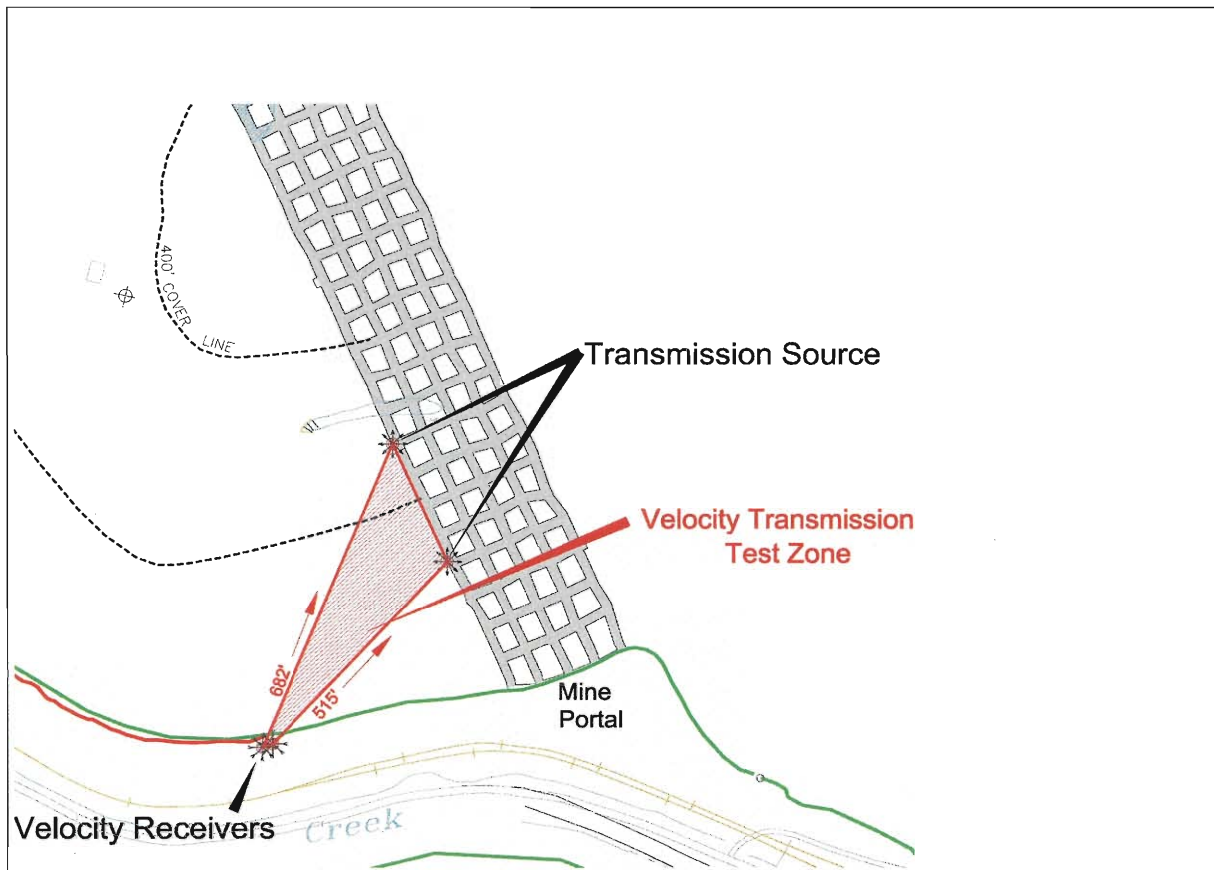 400' COVER LINE
Transmission Source
Velocity Transmission
Test Zone
682'
515'
Mine
Portal
Velocity Receivers
Creek